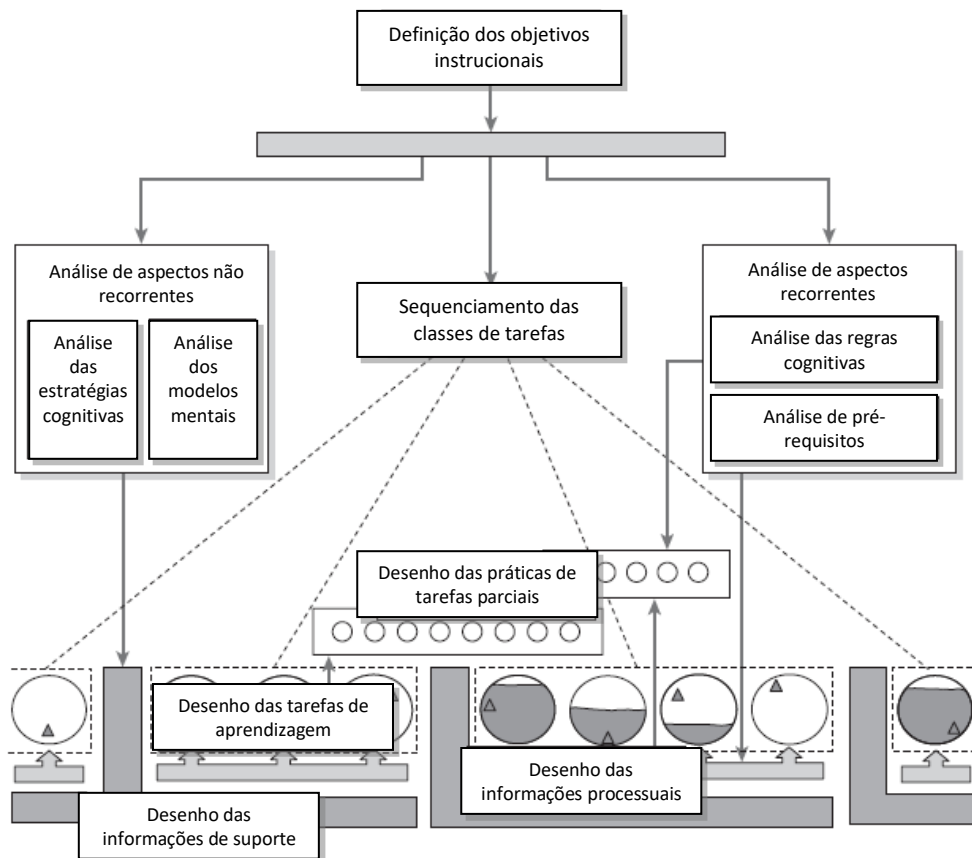 Definição dos objetivos
instrucionais
Análise de aspectos não
recorrentes
Análise
das
estratégias
cognitivas
Análise
dos
modelos
mentais
Sequenciamento das
classes de tarefas
Análise de aspectos
recorrentes
Análise das regras
cognitivas
Análise de pré-
requisitos
Desenho das práticas de
tarefas parciais
Desenho das tarefas de
aprendizagem
Desenho das
informações processuais
Desenho das
informações de suporte